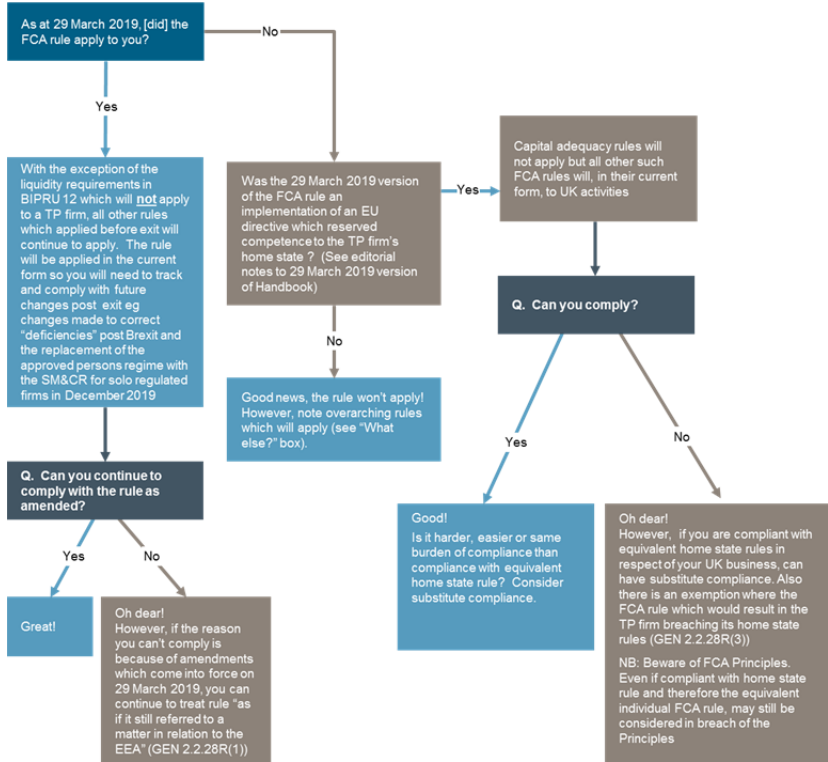 As at 29 March 2019, [did] the
FCA rule apply to you?
No
Yes
With the exception of the
liquidity requirements in
BIPRU 12 which will not apply
to a TP firm, all other rules
which applied before exit will
continue to apply. The rule
will be applied in the current
form so you will need to track
and comply with future
changes post exit eg
changes made to correct
“deficiencies” post Brexit and
the replacement of the
approved persons regime with
the SM&CR for solo regulated
firms in December 2019
Was the 29 March 2019 version
of the FCA rule an
implementation of an EU
directive which reserved
competence to the TP firm’s
home state ? (See editorial
notes to 29 March 2019 version
of Handbook)
Yes
Capital adequacy rules will
not apply but all other such
FCA rules will, in their current
form, to UK activities
Q. Can you comply?
No
Good news, the rule won’t apply!
However, note overarching rules
which will apply (see “What
else?” box).
Yes
No
Q. Can you continue to
comply with the rule as
amended?
Yes
No
Great!
Oh dear!
However, if the reason
you can’t comply is
because of amendments
which come into force on
29 March 2019, you can
continue to treat rule “as
if it still referred to a
matter in relation to the
EEA” (GEN 2.2.28R(1))
Good!
Is it harder, easier or same
burden of compliance than
compliance with equivalent
home state rule? Consider
substitute compliance.
Oh dear!
However, if you are compliant with
equivalent home state rules in
respect of your UK business, can
have substitute compliance. Also
there is an exemption where the
FCA rule which would result in the
TP firm breaching its home state
rules (GEN 2.2.28R(3))
NB: Beware of FCA Principles.
Even if compliant with home state
rule and therefore the equivalent
individual FCA rule, may still be
considered in breach of the
Principles